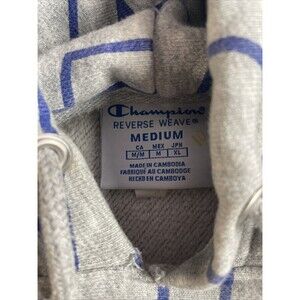 Champion
REVERSE WEAVE®
MEDIUM
CA MEX JPN
M/M M XL
MADE IN CAMBODIA
FABRIQUÉ AU CAMBODGE
HECHO EN CAMBOYA